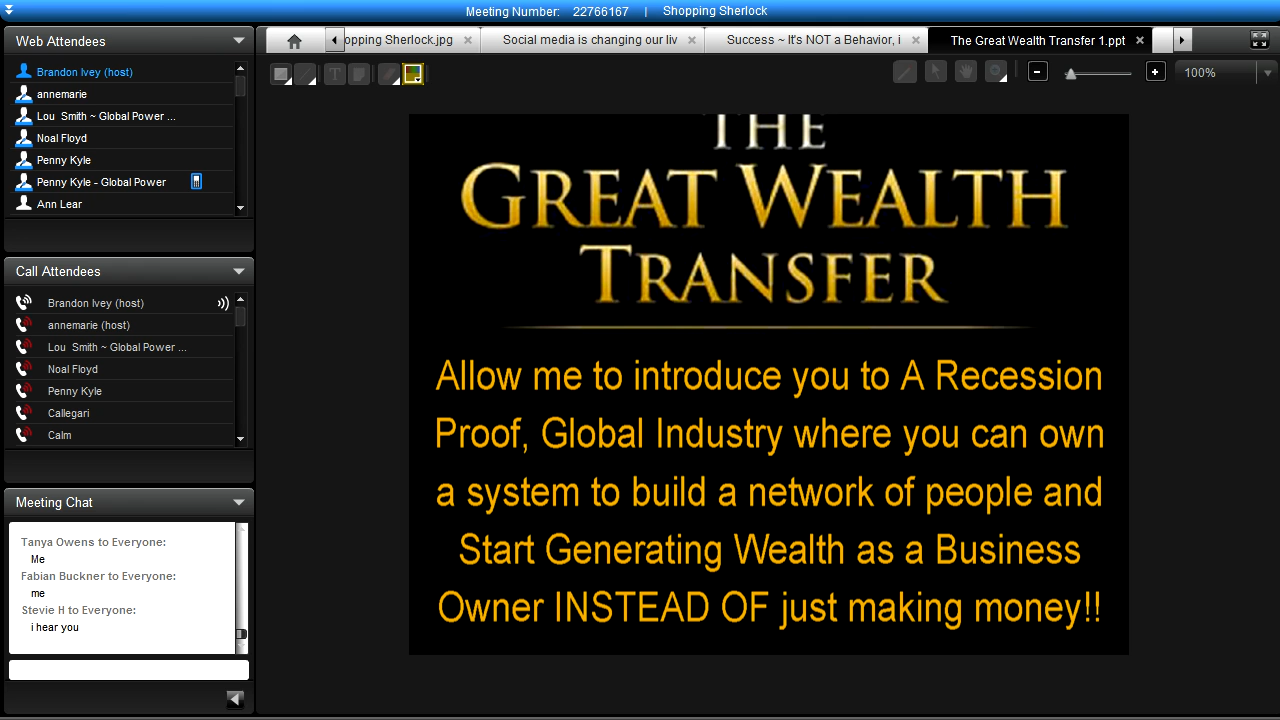 Meeting Number: 22766167 | Shopping Sherlock
Web Attendees
Brandon Ivey (host)
annemarie
Lou Smith ~ Global Power ...
Noal Floyd
Penny Kyle
Penny Kyle - Global Power
Ann Lear
Call Attendees
Brandon Ivey (host)
annemarie (host)
Lou Smith ~ Global Power ...
Noal Floyd
Penny Kyle
Callegari
Calm
Meeting Chat
Tanya Owens to Everyone:
Me
Fabian Buckner to Everyone:
me
Stevie H to Everyone:
i hear you
opping Sherlock.jpg
Social media is changing our liv
Success ~ It's NOT a Behavior, i
The Great Wealth Transfer 1.ppt
T
100%
THE
GREAT WEALTH
TRANSFER
Allow me to introduce you to A Recession
Proof, Global Industry where you can own
a system to build a network of people and
Start Generating Wealth as a Business
Owner INSTEAD OF just making money!!